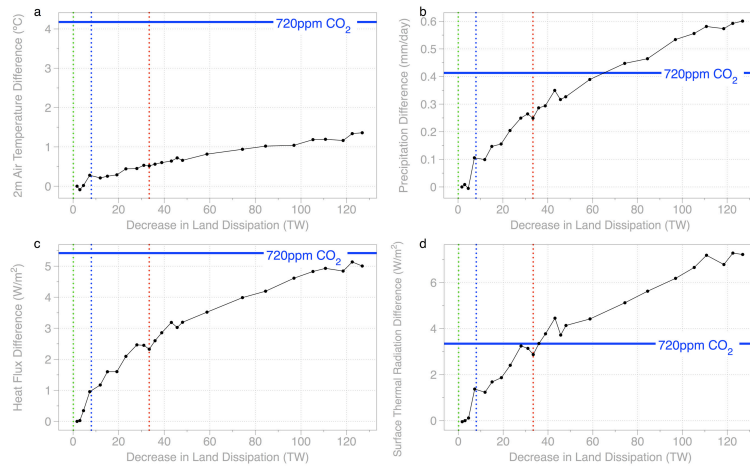 a
720ppm CO2
2m Air Temperature Difference (°C)
4
3
2
1
0
0 20 40 60 80 100 120
Decrease in Land Dissipation (TW)
b
720ppm CO2
Precipitation Difference (mm/day)
0.6
0.5
0.4
0.3
0.2
0.1
0
0 20 40 60 80 100 120
Decrease in Land Dissipation (TW)
c
720ppm CO2
Heat Flux Difference (W/m²)
5
4
3
2
1
0
0 20 40 60 80 100 120
Decrease in Land Dissipation (TW)
d
720ppm CO2
Surface Thermal Radiation Difference (W/m²)
6
4
2
0
0 20 40 60 80 100 120
Decrease in Land Dissipation (TW)